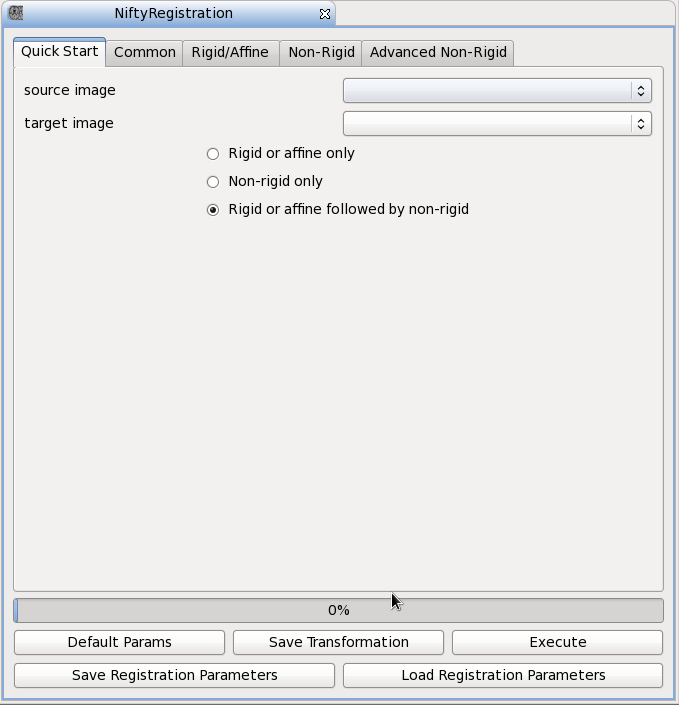 NiftyRegistration
Quick Start Common Rigid/Affine Non-Rigid Advanced Non-Rigid
source image
target image
Rigid or affine only
Non-rigid only
Rigid or affine followed by non-rigid
0%
Default Params Save Transformation Execute
Save Registration Parameters Load Registration Parameters